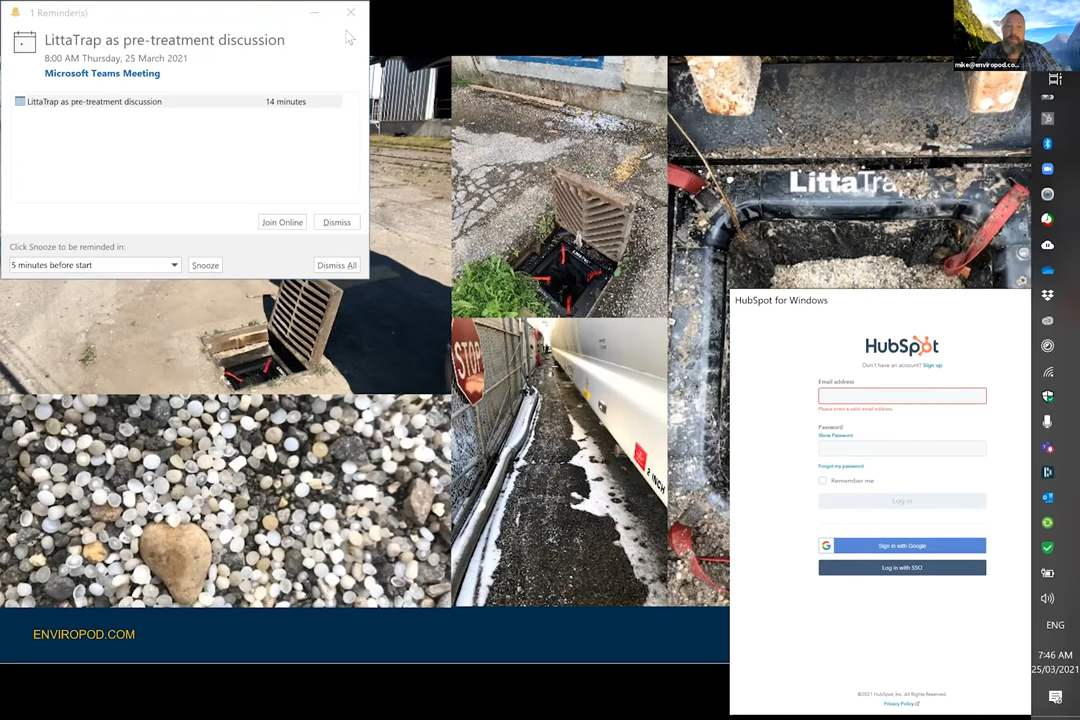 1 Reminder(s)
LittaTrap as pre-treatment discussion
8:00 AM Thursday, 25 March 2021
Microsoft Teams Meeting
LittaTrap as pre-treatment discussion 14 minutes
Join Online Dismiss
Click Snooze to be reminded in:
5 minutes before start Snooze Dismiss All
mike@enviropod.co...
LittaTra
STOP
2 INCH
HubSpot for Windows
HubSpot
Don't have an account? Sign up
Email address
Please enter a valid email address.
Password
Show Password
Forgot my password
Remember me
Log in
Sign in with Google
Log in with SSO
©2021 HubSpot, Inc. All Rights Reserved.
Privacy Policy
ENVIROPOD.COM
ENG
7:46 AM
25/03/2021